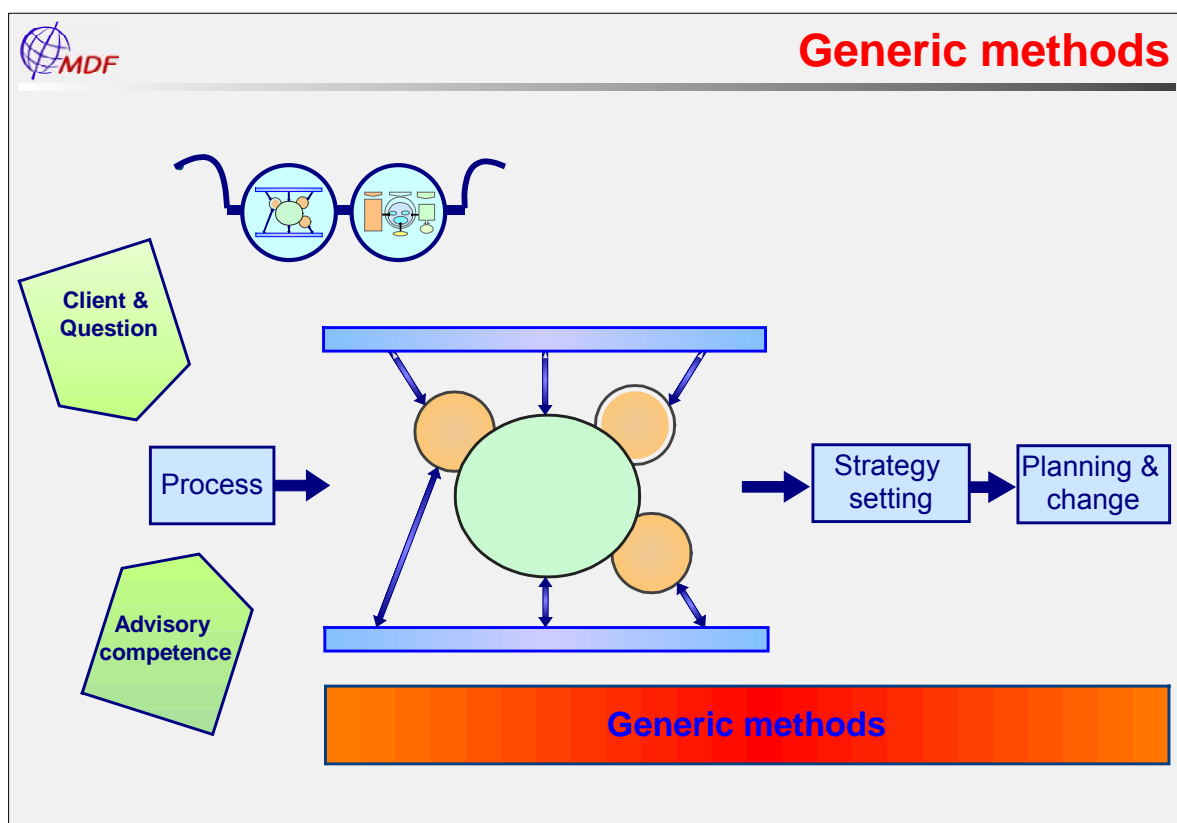 MDF
Generic methods
Client &
Question
Process
Strategy
setting
Planning &
change
Advisory
competence
Generic methods